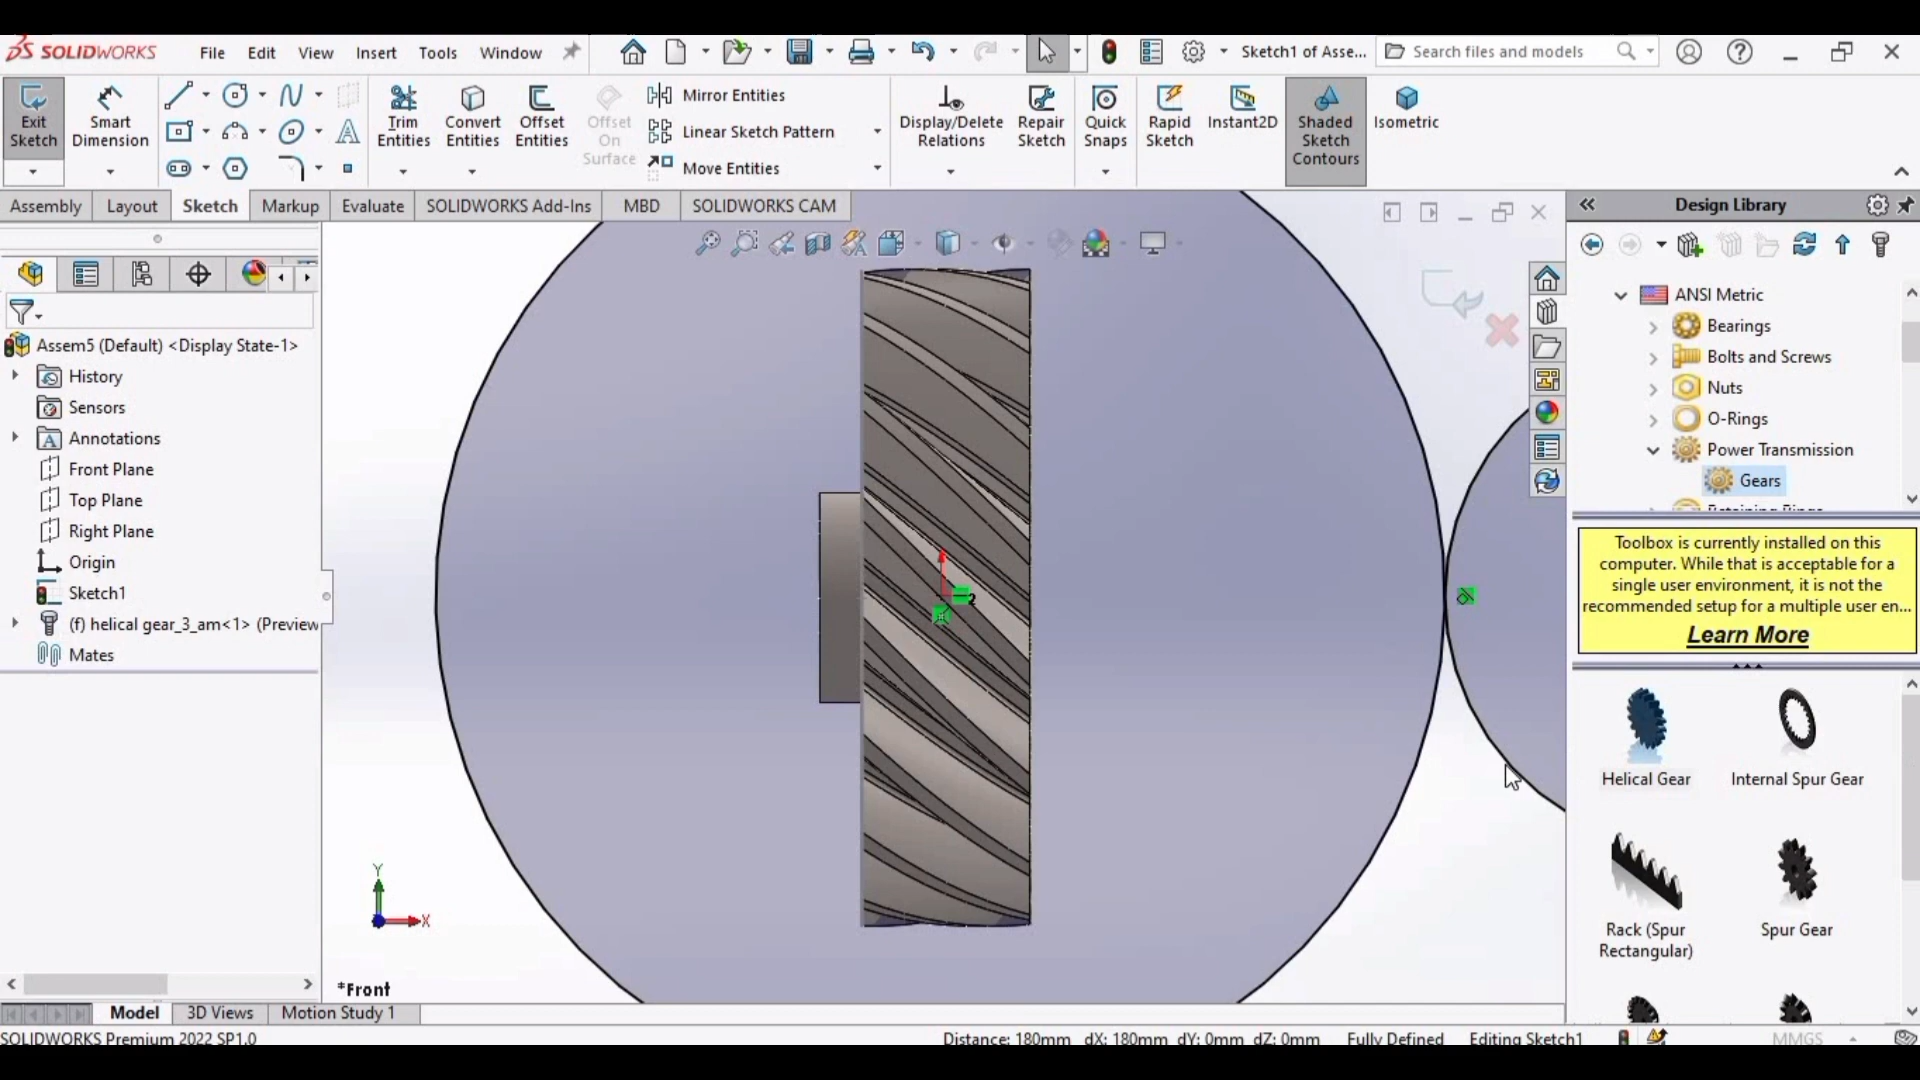 SOLIDWORKS File Edit View Insert Tools Window Sketch1 of Asse... Search files and models
Exit Sketch
Smart Dimension
Trim Entities
Convert Entities
Offset Entities
Offset On Surface
Mirror Entities
Linear Sketch Pattern
Move Entities
Display/Delete Relations
Repair Sketch
Quick Snaps
Rapid Sketch
Instant2D
Shaded Sketch Contours
Isometric
Assembly Layout Sketch Markup Evaluate SOLIDWORKS Add-Ins MBD SOLIDWORKS CAM
Assem5 (Default) <Display State-1>
History
Sensors
Annotations
Front Plane
Top Plane
Right Plane
Origin
Sketch1
(f) helical gear_3_am<1> (Preview
Mates
2
Y
X
*Front
Design Library
ANSI Metric
Bearings
Bolts and Screws
Nuts
O-Rings
Power Transmission
Gears
Toolbox is currently installed on this
computer. While that is acceptable for a
single user environment, it is not the
recommended setup for a multiple user en...
Learn More
Helical Gear
Internal Spur Gear
Rack (Spur
Rectangular)
Spur Gear
Model 3D Views Motion Study 1
SOLIDWORKS Premium 2022 SP1.0 Distance: 180mm dX: 180mm dY: 0mm dZ: 0mm Fully Defined Editing Sketch1 MMGS